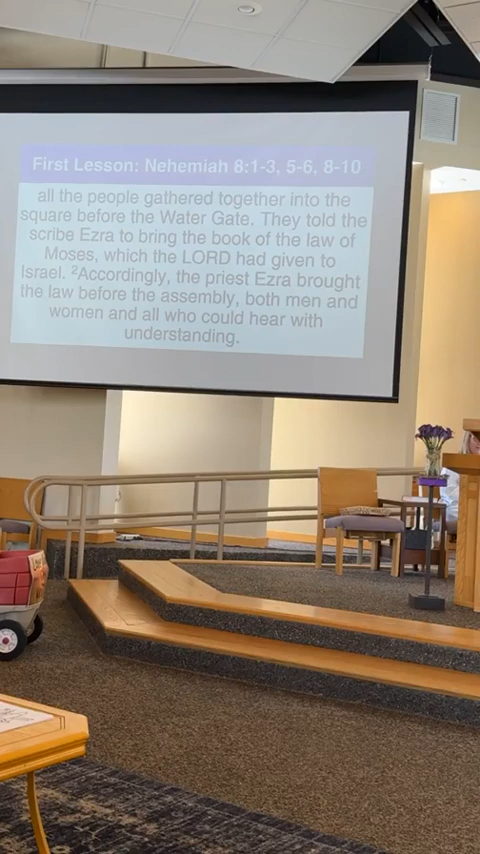 First Lesson: Nehemiah 8:1-3, 5-6, 8-10
all the people gathered together into the
square before the Water Gate. They told the
scribe Ezra to bring the book of the law of
Moses, which the LORD had given to
Israel. ²Accordingly, the priest Ezra brought
the law before the assembly, both men and
women and all who could hear with
understanding.